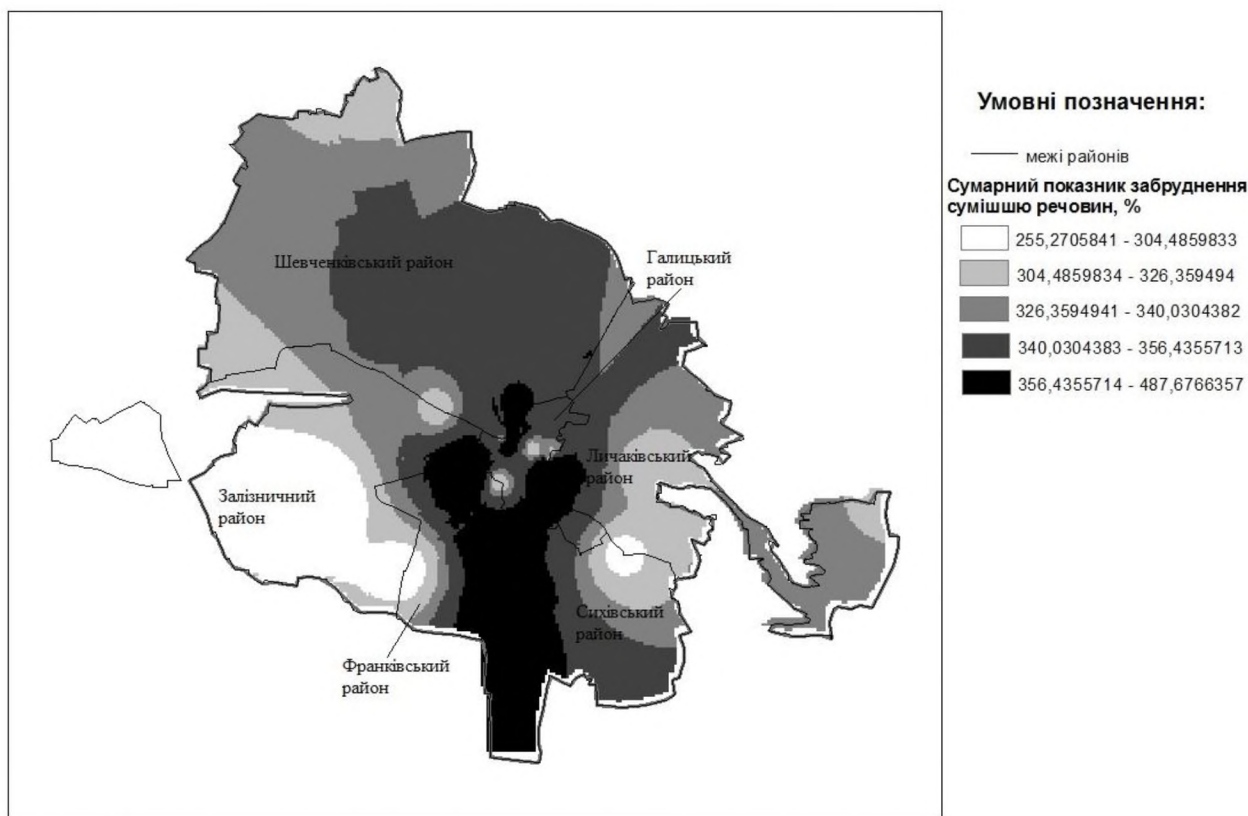 Умовні позначення:
межі районів
Сумарний показник забруднення
сумішшю речовин, %
255,2705841 - 304,4859833
304,4859834 - 326,359494
326,3594941 - 340,0304382
340,0304383 - 356,4355713
356,4355714 - 487,6766357
Шевченківський район
Галицький
район
Личаківський
район
Залізничний
район
Сихівський
район
Франківський
район